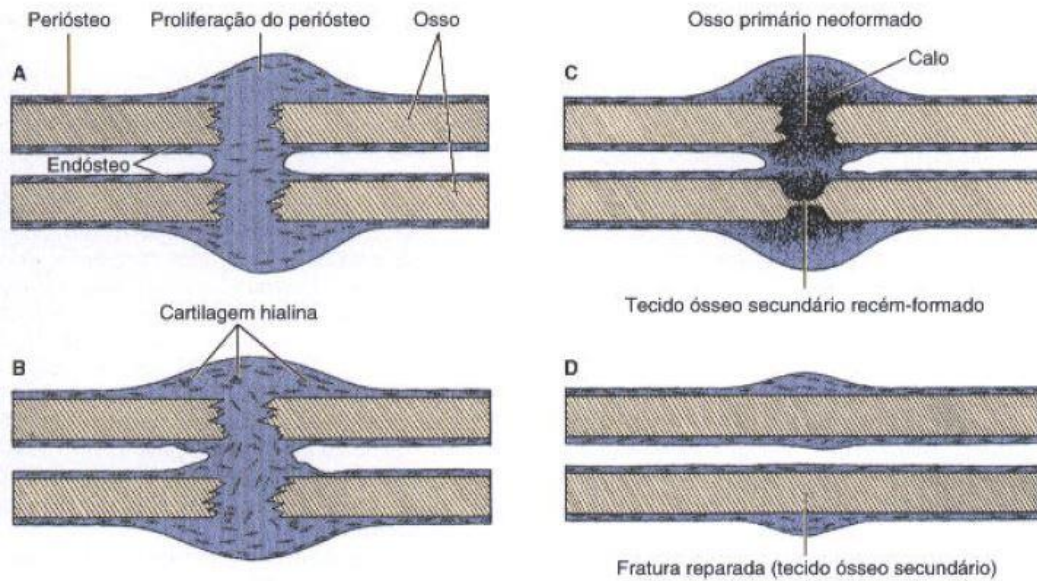 Periósteo
Proliferação do periósteo
Osso
A
Endósteo
Osso primário neoformado
C
Calo
Tecido ósseo secundário recém-formado
Cartilagem hialina
B
D
Fratura reparada (tecido ósseo secundário)